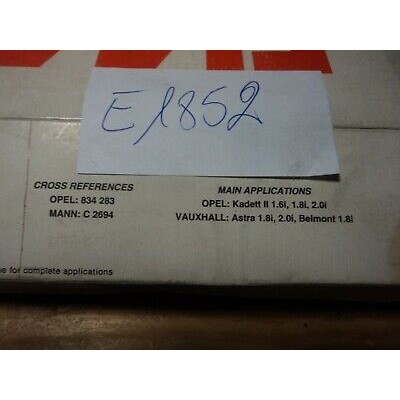 E1852
CROSS REFERENCES
OPEL: 834 283
MANN: C 2694
MAIN APPLICATIONS
OPEL: Kadett II 1.6i, 1.8i, 2.0i
VAUXHALL: Astra 1.8i, 2.0i, Belmont 1.8i
for complete applications